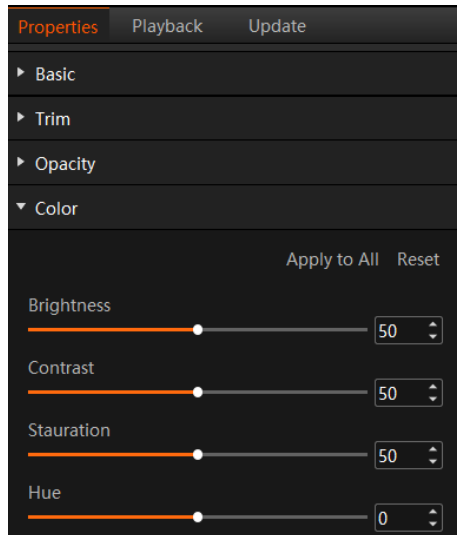 Properties Playback Update
Basic
Trim
Opacity
Color
Apply to All Reset
Brightness
50
Contrast
50
Stauration
50
Hue
0